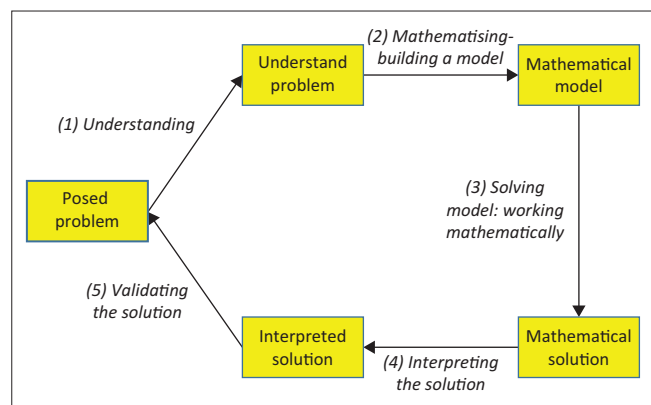 (2) Mathematising-
building a model
Understand
problem
Mathematical
model
(1) Understanding
(3) Solving
model: working
mathematically
Posed
problem
(5) Validating
the solution
Interpreted
solution
(4) Interpreting
the solution
Mathematical
solution